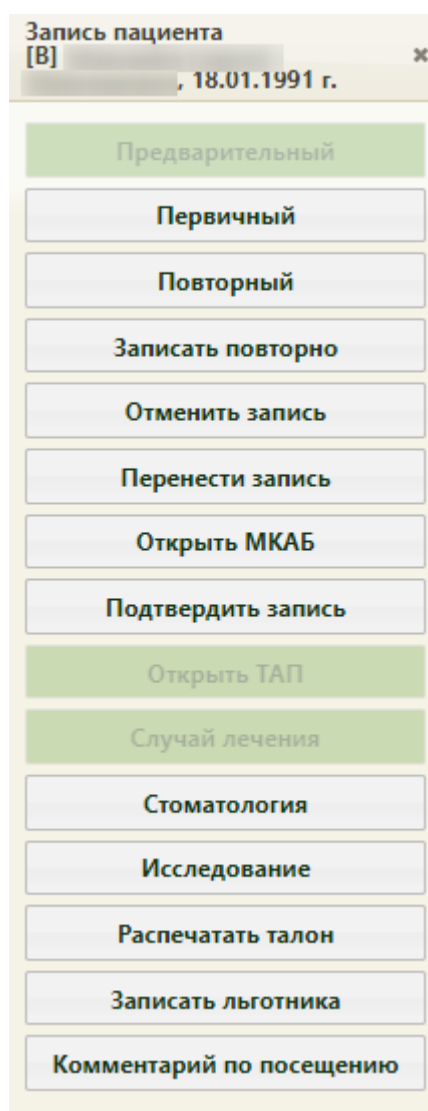 Запись пациента
[В]
, 18.01.1991 г.
Предварительный
Первичный
Повторный
Записать повторно
Отменить запись
Перенести запись
Открыть МКАБ
Подтвердить запись
Открыть ТАП
Случай лечения
Стоматология
Исследование
Распечатать талон
Записать льготника
Комментарий по посещению